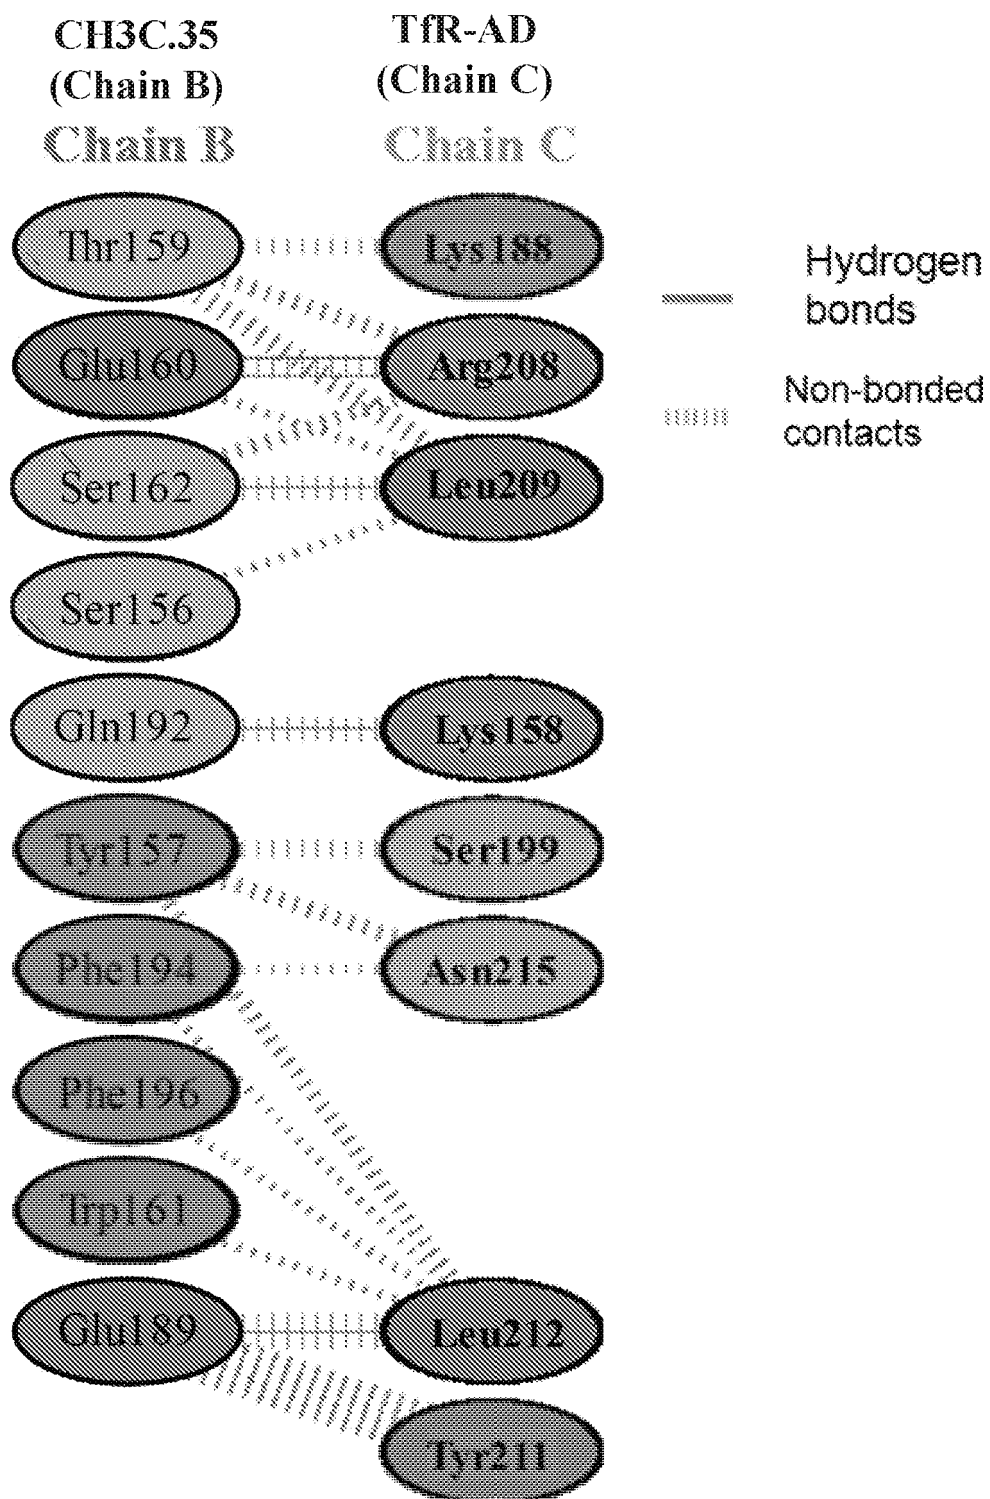 CH3C.35
(Chain B)
TfR-AD
(Chain C)
Chain B
Chain C
Thr159
Lys188
Glu160
Arg208
Ser162
Leu209
Ser156
Gln192
Lys158
Tyr157
Ser199
Phe194
Asn215
Phe196
Trp161
Glu189
Leu212
Tyr211
Hydrogen
bonds
Non-bonded
contacts